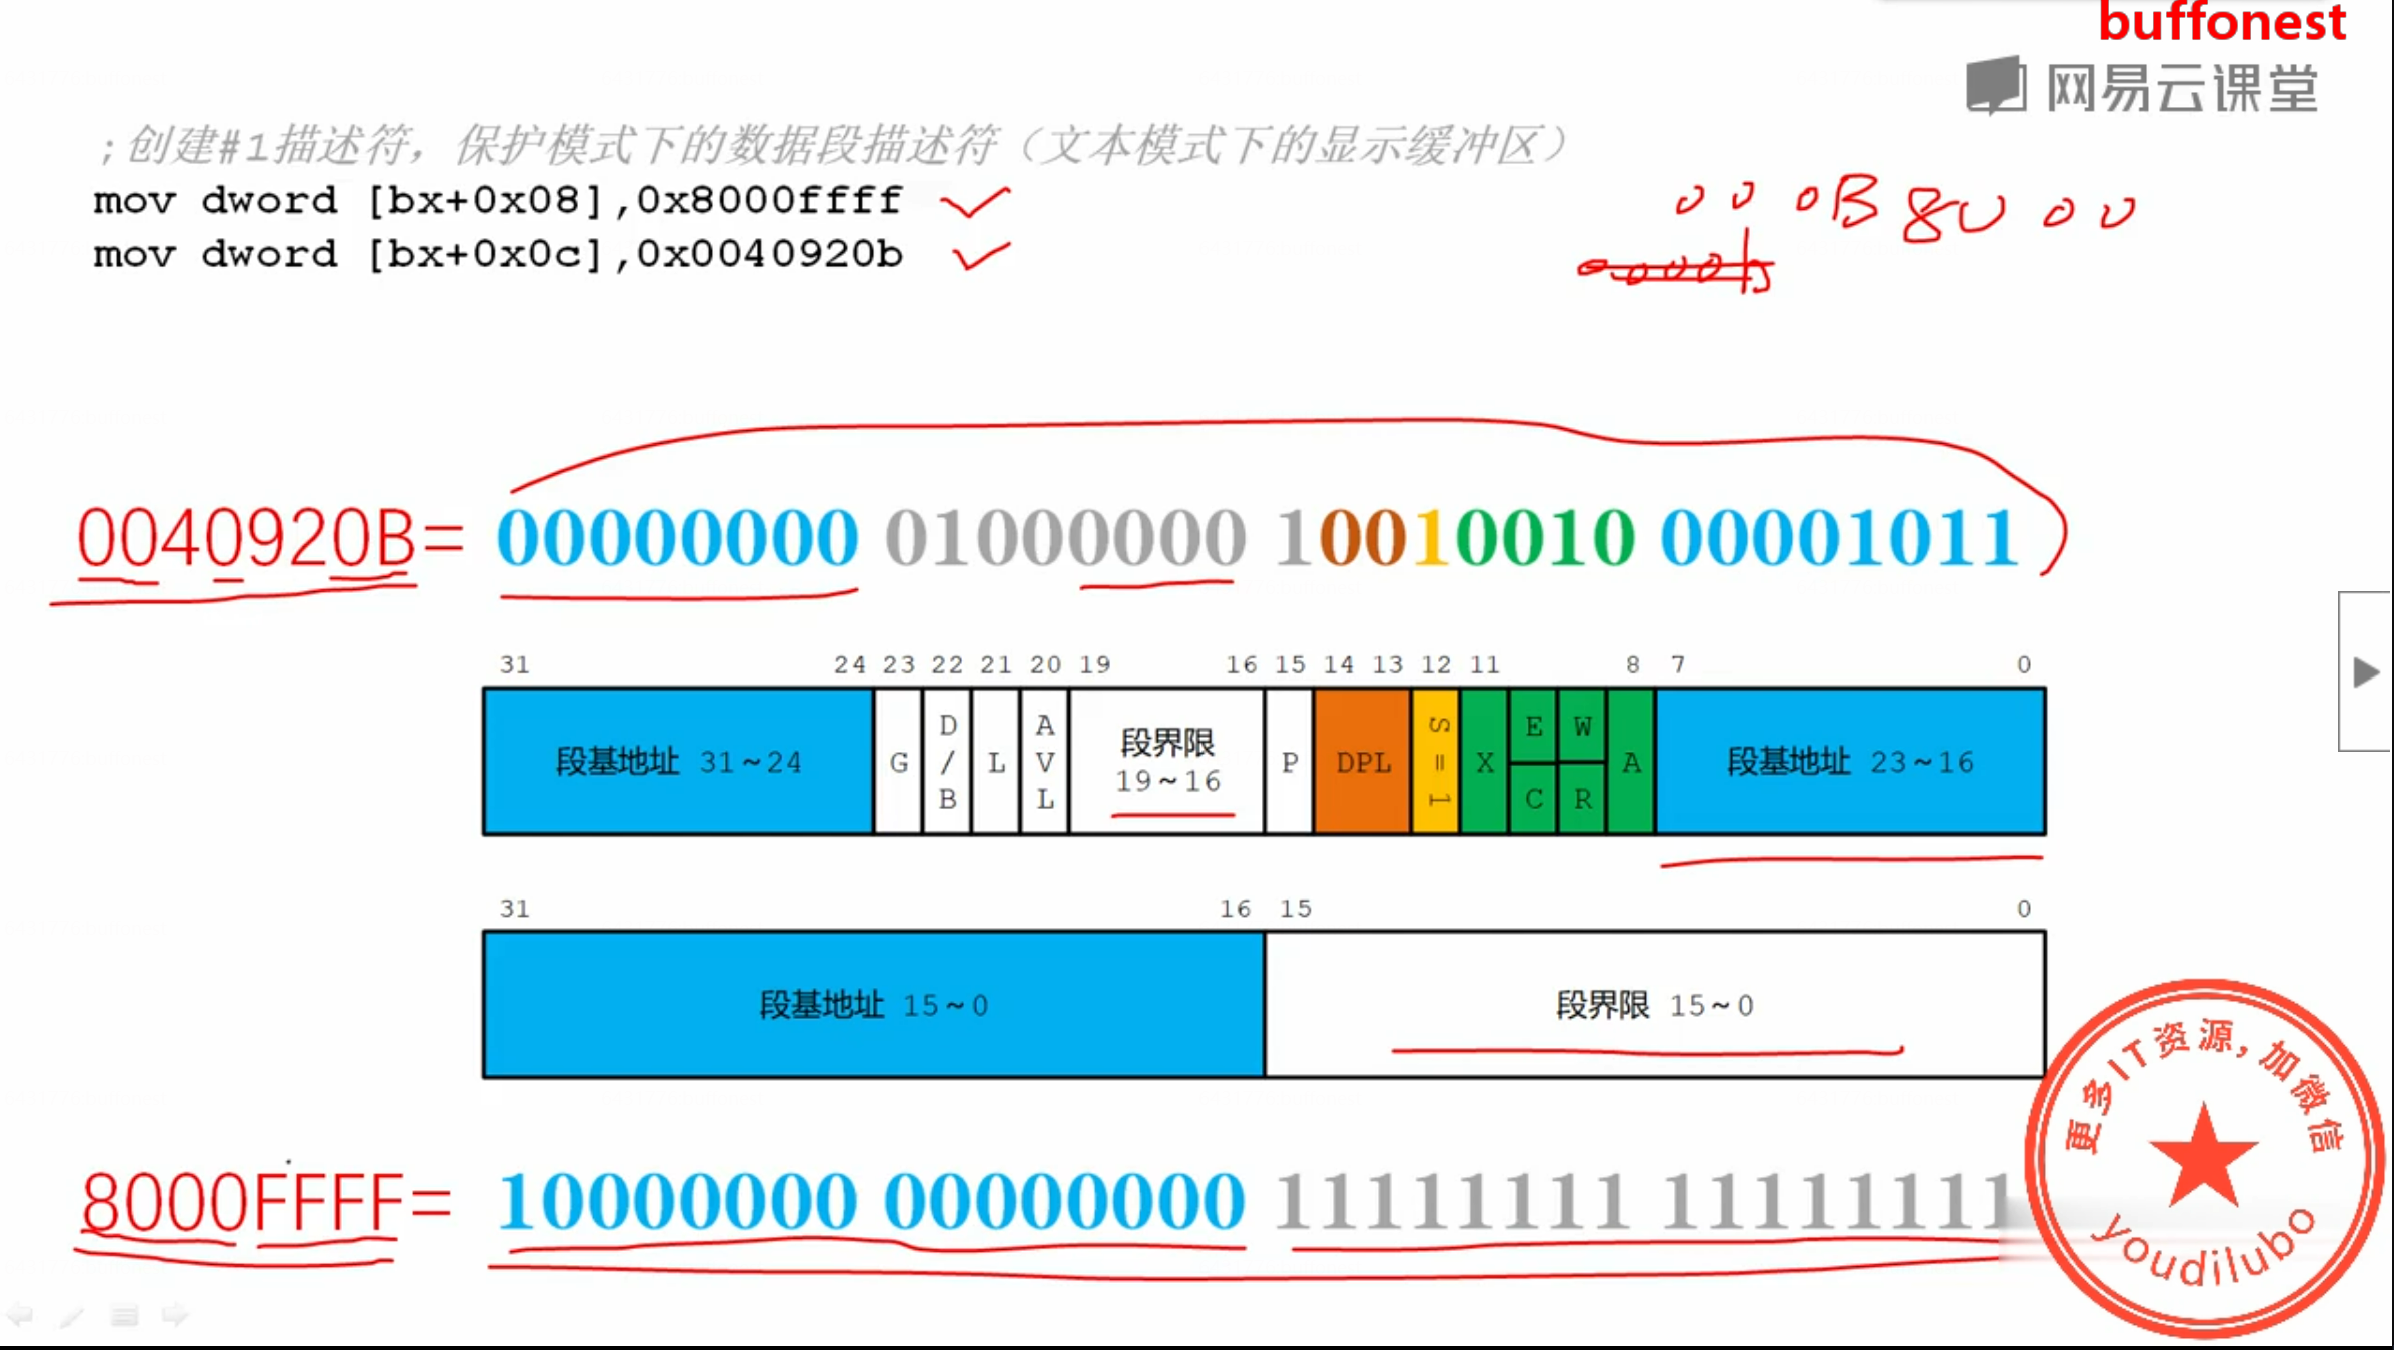 buffonest
网易云课堂
;创建#1描述符，保护模式下的数据段描述符（文本模式下的显示缓冲区）
mov dword [bx+0x08],0x8000ffff
mov dword [bx+0x0c],0x0040920b
000B8000
0040920B= 00000000 01000000 10010010 00001011
31 24 23 22 21 20 19 16 15 14 13 12 11 8 7 0
段基地址 31~24 G D/B L AVL 段界限 19~16 P DPL S=1 X E C W R A 段基地址 23~16
31 16 15 0
段基地址 15~0 段界限 15~0
8000FFFF= 10000000 00000000 11111111 11111111
更多IT资源，加微信
youdilubo